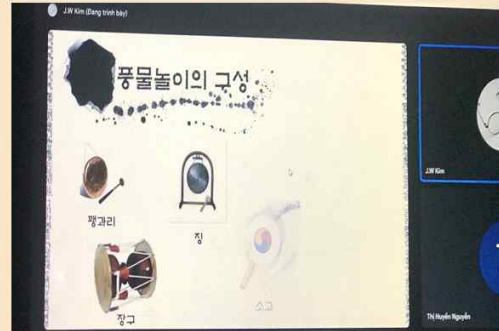 J.W Kim (Đang trình bày)
풍물놀이의 구성
꽹과리
징
장구
소고
J.W Kim
Thị Huyền Nguyễn